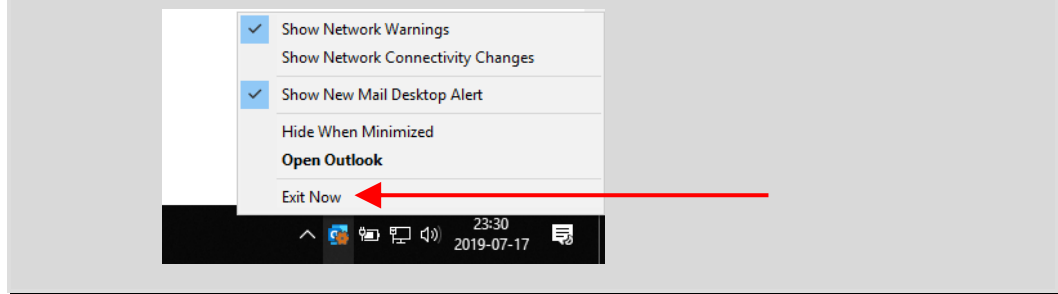 Show Network Warnings
Show Network Connectivity Changes
Show New Mail Desktop Alert
Hide When Minimized
Open Outlook
Exit Now
23:30
2019-07-17